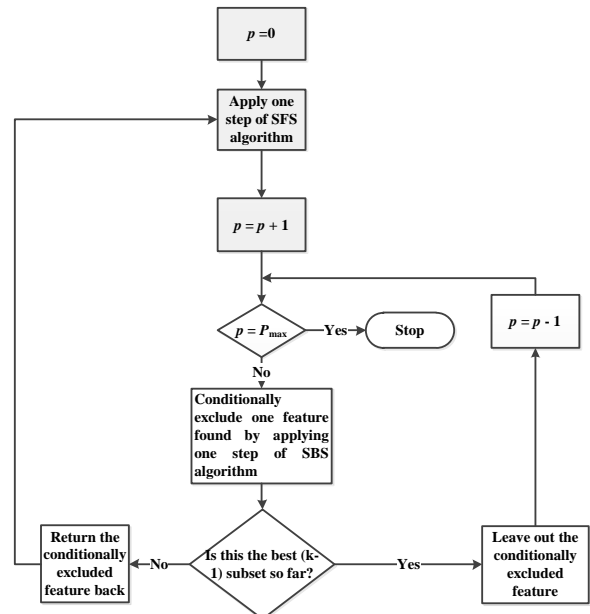 p =0
Apply one
step of SFS
algorithm
p = p + 1
p = Pmax
Yes
Stop
p = p - 1
No
Conditionally
exclude one feature
found by applying
one step of SBS
algorithm
Return the
conditionally
excluded
feature back
No
Is this the best (k-
1) subset so far?
Yes
Leave out the
conditionally
excluded
feature